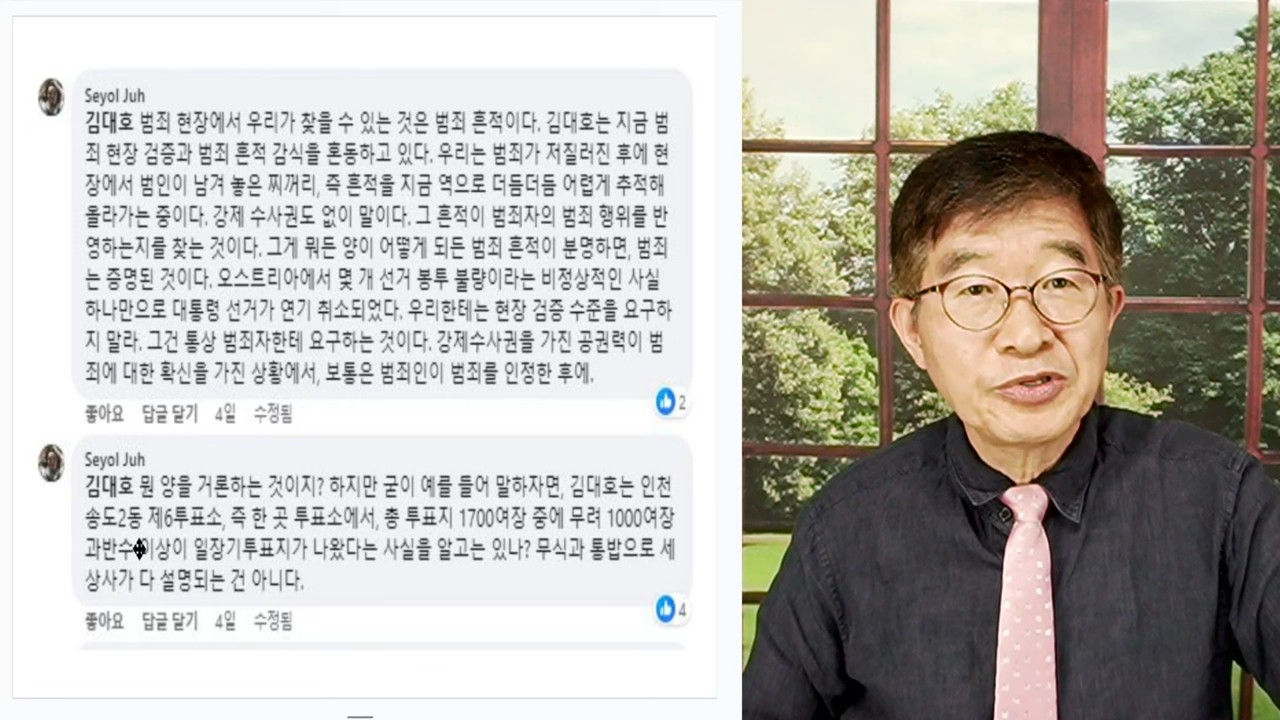 Seyol Juh
김대호 범죄 현장에서 우리가 찾을 수 있는 것은 범죄 흔적이다. 김대호는 지금 범
죄 현장 검증과 범죄 흔적 감식을 혼동하고 있다. 우리는 범죄가 저질러진 후에 현
장에서 범인이 남겨 놓은 찌꺼리, 즉 흔적을 지금 역으로 더듬더듬 어렵게 추적해
올라가는 중이다. 강제 수사권도 없이 말이다. 그 흔적이 범죄자의 범죄 행위를 반
영하는지를 찾는 것이다. 그게 뭐든 양이 어떻게 되든 범죄 흔적이 분명하면, 범죄
는 증명된 것이다. 오스트리아에서 몇 개 선거 봉투 불량이라는 비정상적인 사실
하나만으로 대통령 선거가 연기 취소되었다. 우리한테는 현장 검증 수준을 요구하
지 말라. 그건 통상 범죄자한테 요구하는 것이다. 강제수사권을 가진 공권력이 범
죄에 대한 확신을 가진 상황에서, 보통은 범죄인이 범죄를 인정한 후에.
좋아요 답글 달기 4일 수정됨 2
Seyol Juh
김대호 뭔 양을 거론하는 것이지? 하지만 굳이 예를 들어 말하자면, 김대호는 인천
송도2동 제6투표소, 즉 한 곳 투표소에서, 총 투표지 1700여장 중에 무려 1000여장
과반수 이상이 일장기투표지가 나왔다는 사실을 알고는 있나? 무식과 통밥으로 세
상사가 다 설명되는 건 아니다.
좋아요 답글 달기 4일 수정됨 4